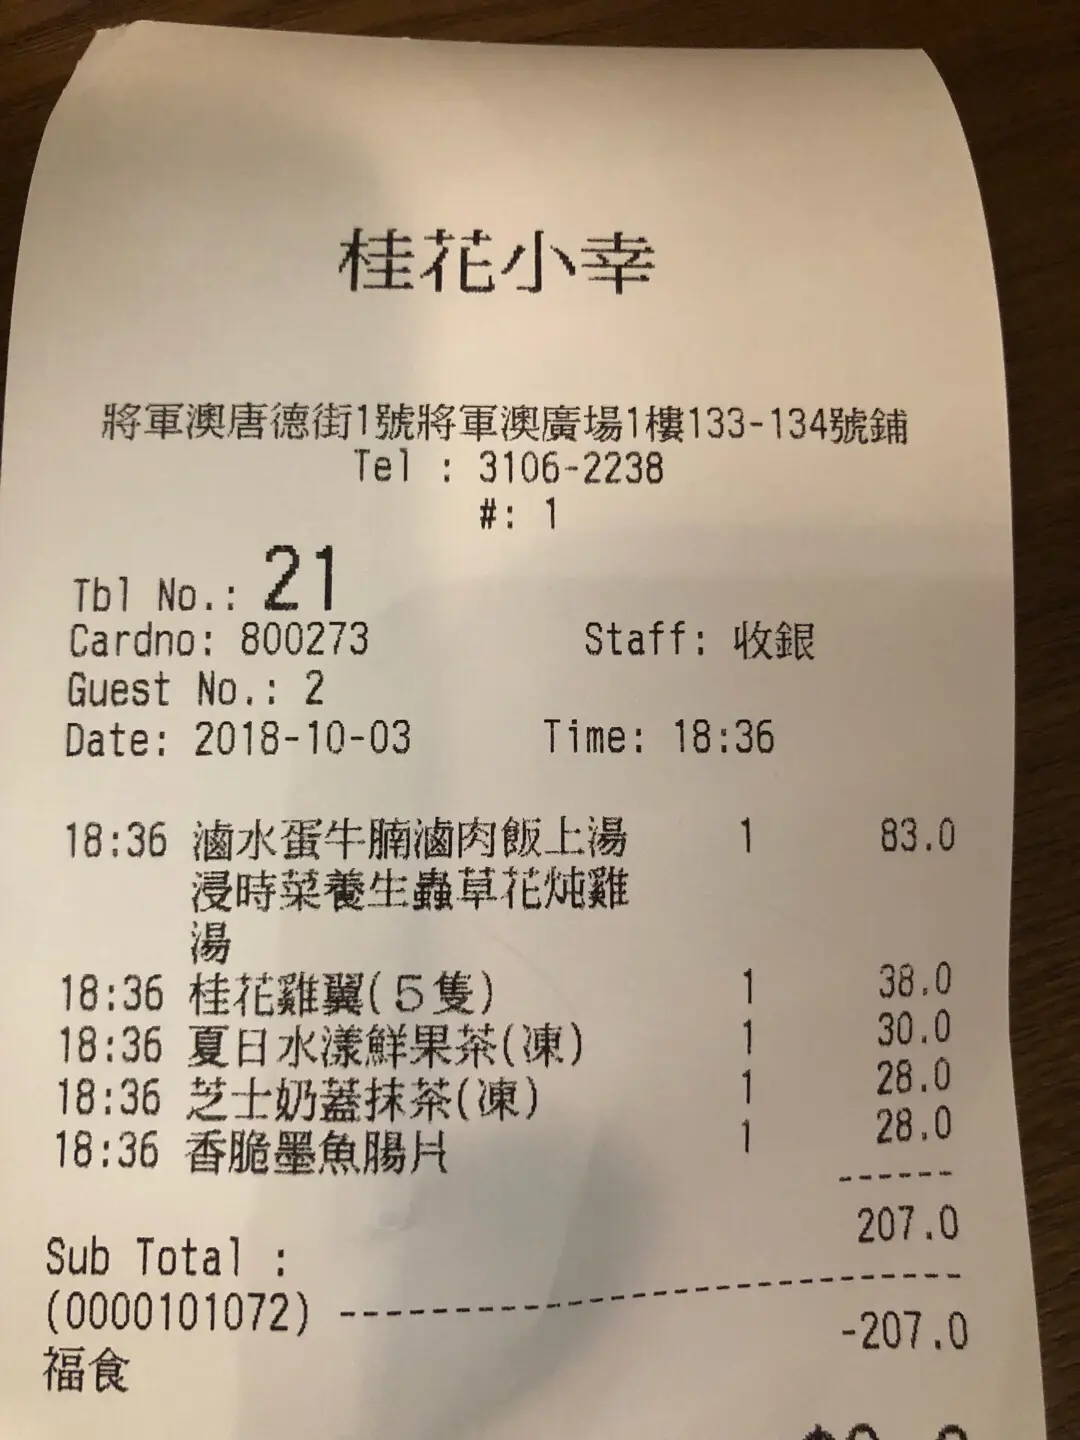 桂花小幸
將軍澳唐德街1號將軍澳廣場1樓133-134號鋪
Tel : 3106-2238
#: 1
Tbl No.: 21
Cardno: 800273 Staff: 收銀
Guest No.: 2
Date: 2018-10-03 Time: 18:36
18:36 滷水蛋牛腩滷肉飯上湯 1 83.0
浸時菜養生蟲草花炖雞
湯
18:36 桂花雞翼(５隻) 1 38.0
18:36 夏日水漾鮮果茶(凍) 1 30.0
18:36 芝士奶蓋抹茶(凍) 1 28.0
18:36 香脆墨魚腸片 1 28.0
------
Sub Total : 207.0
(0000101072) ------------------------------
福食 -207.0